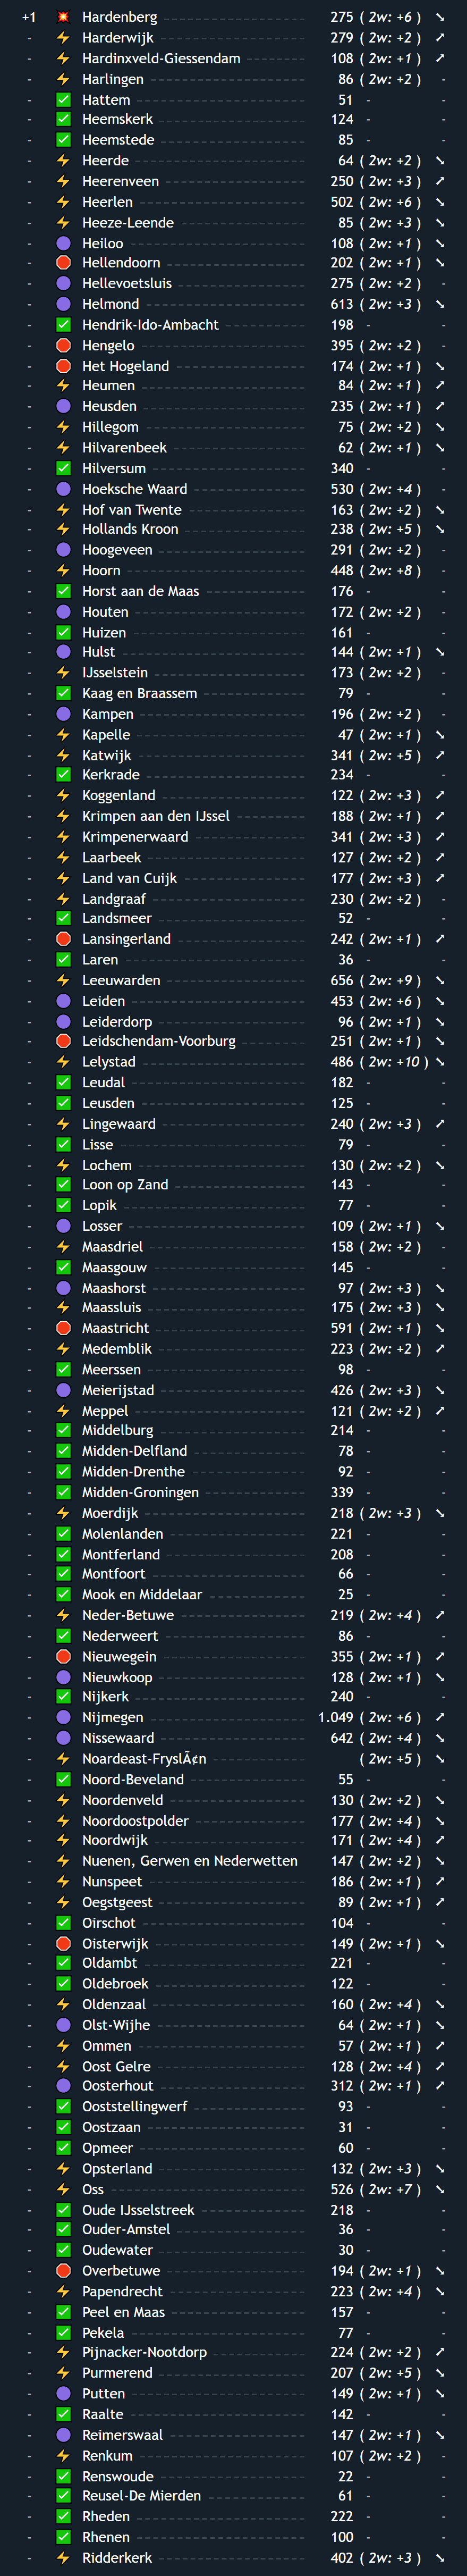 +1 Hardenberg 275 ( 2w: +6 ) ↘
- Harderwijk 279 ( 2w: +2 ) ↗
- Hardinxveld-Giessendam 108 ( 2w: +1 ) ↗
- Harlingen 86 ( 2w: +2 ) -
- Hattem 51 - -
- Heemskerk 124 - -
- Heemstede 85 - -
- Heerde 64 ( 2w: +2 ) ↘
- Heerenveen 250 ( 2w: +3 ) ↗
- Heerlen 502 ( 2w: +6 ) ↘
- Heeze-Leende 85 ( 2w: +3 ) ↘
- Heiloo 108 ( 2w: +1 ) ↘
- Hellendoorn 202 ( 2w: +1 ) ↘
- Hellevoetsluis 275 ( 2w: +2 ) -
- Helmond 613 ( 2w: +3 ) ↘
- Hendrik-Ido-Ambacht 198 - -
- Hengelo 395 ( 2w: +2 ) -
- Het Hogeland 174 ( 2w: +1 ) ↘
- Heumen 84 ( 2w: +1 ) ↗
- Heusden 235 ( 2w: +1 ) ↗
- Hillegom 75 ( 2w: +2 ) ↘
- Hilvarenbeek 62 ( 2w: +1 ) ↘
- Hilversum 340 - -
- Hoeksche Waard 530 ( 2w: +4 ) -
- Hof van Twente 163 ( 2w: +2 ) ↘
- Hollands Kroon 238 ( 2w: +5 ) ↘
- Hoogeveen 291 ( 2w: +2 ) -
- Hoorn 448 ( 2w: +8 ) -
- Horst aan de Maas 176 - -
- Houten 172 ( 2w: +2 ) -
- Huizen 161 - -
- Hulst 144 ( 2w: +1 ) ↘
- IJsselstein 173 ( 2w: +2 ) -
- Kaag en Braassem 79 - -
- Kampen 196 ( 2w: +2 ) -
- Kapelle 47 ( 2w: +1 ) ↘
- Katwijk 341 ( 2w: +5 ) ↗
- Kerkrade 234 - -
- Koggenland 122 ( 2w: +3 ) ↗
- Krimpen aan den IJssel 188 ( 2w: +1 ) ↗
- Krimpenerwaard 341 ( 2w: +3 ) ↗
- Laarbeek 127 ( 2w: +2 ) ↗
- Land van Cuijk 177 ( 2w: +3 ) ↗
- Landgraaf 230 ( 2w: +2 ) -
- Landsmeer 52 - -
- Lansingerland 242 ( 2w: +1 ) ↗
- Laren 36 - -
- Leeuwarden 656 ( 2w: +9 ) ↘
- Leiden 453 ( 2w: +6 ) ↘
- Leiderdorp 96 ( 2w: +1 ) ↘
- Leidschendam-Voorburg 251 ( 2w: +1 ) ↘
- Lelystad 486 ( 2w: +10 ) ↘
- Leudal 182 - -
- Leusden 125 - -
- Lingewaard 240 ( 2w: +3 ) ↗
- Lisse 79 - -
- Lochem 130 ( 2w: +2 ) ↘
- Loon op Zand 143 - -
- Lopik 77 - -
- Losser 109 ( 2w: +1 ) ↘
- Maasdriel 158 ( 2w: +2 ) -
- Maasgouw 145 - -
- Maashorst 97 ( 2w: +3 ) ↘
- Maassluis 175 ( 2w: +3 ) ↘
- Maastricht 591 ( 2w: +1 ) ↘
- Medemblik 223 ( 2w: +2 ) ↗
- Meerssen 98 - -
- Meierijstad 426 ( 2w: +3 ) ↘
- Meppel 121 ( 2w: +2 ) ↗
- Middelburg 214 - -
- Midden-Delfland 78 - -
- Midden-Drenthe 92 - -
- Midden-Groningen 339 - -
- Moerdijk 218 ( 2w: +3 ) ↘
- Molenlanden 221 - -
- Montferland 208 - -
- Montfoort 66 - -
- Mook en Middelaar 25 - -
- Neder-Betuwe 219 ( 2w: +4 ) ↗
- Nederweert 86 - -
- Nieuwegein 355 ( 2w: +1 ) ↗
- Nieuwkoop 128 ( 2w: +1 ) ↘
- Nijkerk 240 - -
- Nijmegen 1.049 ( 2w: +6 ) ↗
- Nissewaard 642 ( 2w: +4 ) ↘
- Noardeast-FryslÃ¢n ( 2w: +5 ) ↘
- Noord-Beveland 55 - -
- Noordenveld 130 ( 2w: +2 ) ↘
- Noordoostpolder 177 ( 2w: +4 ) ↘
- Noordwijk 171 ( 2w: +4 ) ↗
- Nuenen, Gerwen en Nederwetten 147 ( 2w: +2 ) ↘
- Nunspeet 186 ( 2w: +1 ) ↗
- Oegstgeest 89 ( 2w: +1 ) ↗
- Oirschot 104 - -
- Oisterwijk 149 ( 2w: +1 ) ↘
- Oldambt 221 - -
- Oldebroek 122 - -
- Oldenzaal 160 ( 2w: +4 ) ↘
- Olst-Wijhe 64 ( 2w: +1 ) ↘
- Ommen 57 ( 2w: +1 ) ↗
- Oost Gelre 128 ( 2w: +4 ) ↗
- Oosterhout 312 ( 2w: +1 ) ↗
- Ooststellingwerf 93 - -
- Oostzaan 31 - -
- Opmeer 60 - -
- Opsterland 132 ( 2w: +3 ) ↘
- Oss 526 ( 2w: +7 ) ↘
- Oude IJsselstreek 218 - -
- Ouder-Amstel 36 - -
- Oudewater 30 - -
- Overbetuwe 194 ( 2w: +1 ) ↘
- Papendrecht 223 ( 2w: +4 ) ↘
- Peel en Maas 157 - -
- Pekela 77 - -
- Pijnacker-Nootdorp 224 ( 2w: +2 ) ↗
- Purmerend 207 ( 2w: +5 ) ↘
- Putten 149 ( 2w: +1 ) ↘
- Raalte 142 - -
- Reimerswaal 147 ( 2w: +1 ) ↘
- Renkum 107 ( 2w: +2 ) -
- Renswoude 22 - -
- Reusel-De Mierden 61 - -
- Rheden 222 - -
- Rhenen 100 - -
- Ridderkerk 402 ( 2w: +3 ) ↘